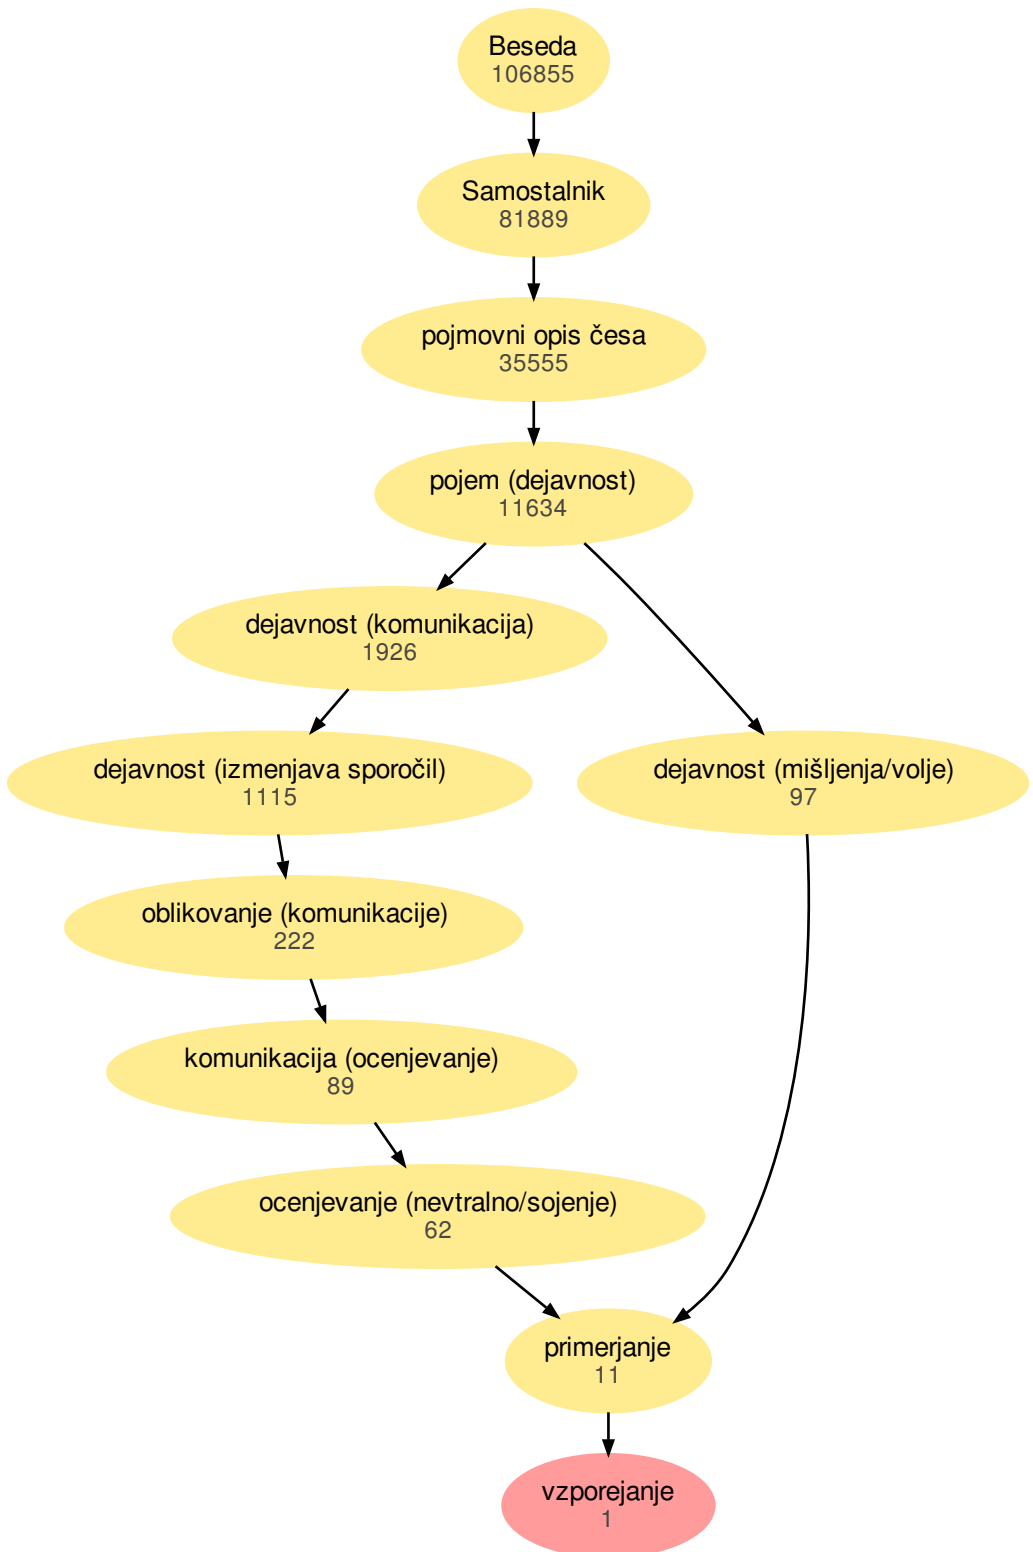 Beseda
106855
Samostalnik
81889
pojmovni opis česa
35555
pojem (dejavnost)
11634
dejavnost (komunikacija)
1926
dejavnost (izmenjava sporočil)
1115
dejavnost (mišljenja/volje)
97
oblikovanje (komunikacije)
222
komunikacija (ocenjevanje)
89
ocenjevanje (nevtralno/sojenje)
62
primerjanje
11
vzporejanje
1